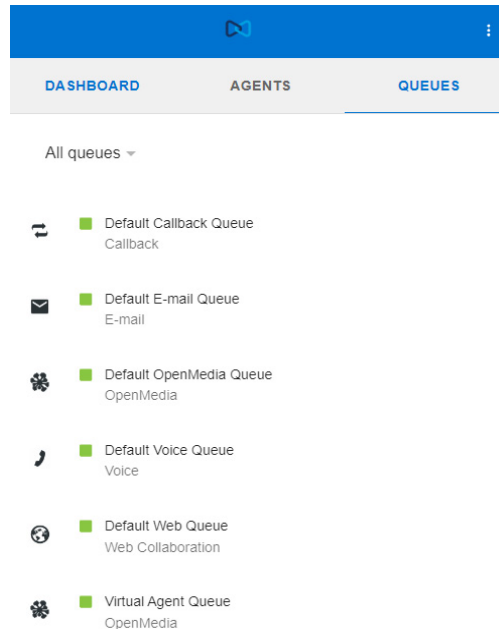 DASHBOARD AGENTS QUEUES
All queues
Default Callback Queue
Callback
Default E-mail Queue
E-mail
Default OpenMedia Queue
OpenMedia
Default Voice Queue
Voice
Default Web Queue
Web Collaboration
Virtual Agent Queue
OpenMedia